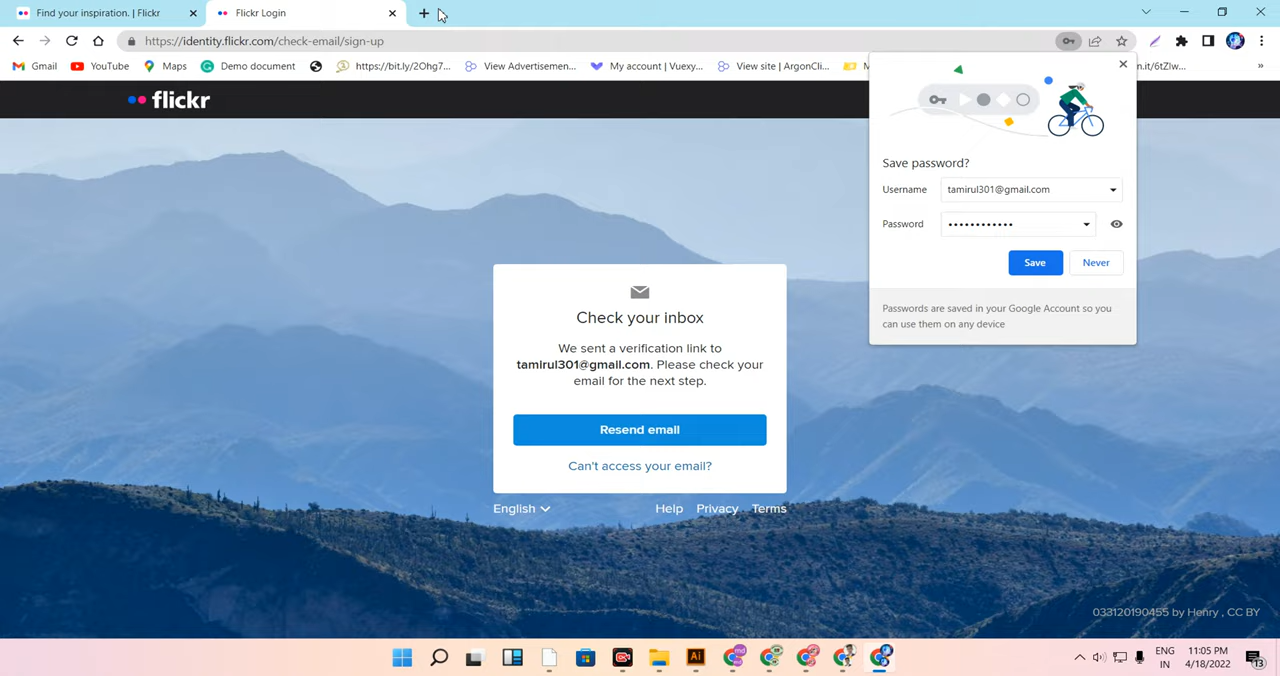 Find your inspiration. | Flickr
Flickr Login
https://identity.flickr.com/check-email/sign-up
Gmail
YouTube
Maps
Demo document
https://bit.ly/2Ohg7...
View Advertisemen...
My account | Vuexy...
View site | ArgonCli...
n.it/6tZlw...
»
flickr
Save password?
Username
tamirul301@gmail.com
Password
••••••••••••
Save
Never
Passwords are saved in your Google Account so you
can use them on any device
Check your inbox
We sent a verification link to
tamirul301@gmail.com. Please check your
email for the next step.
Resend email
Can't access your email?
English
Help
Privacy
Terms
033120190455 by Henry , CC BY
Ai
ENG
IN
11:05 PM
4/18/2022
13